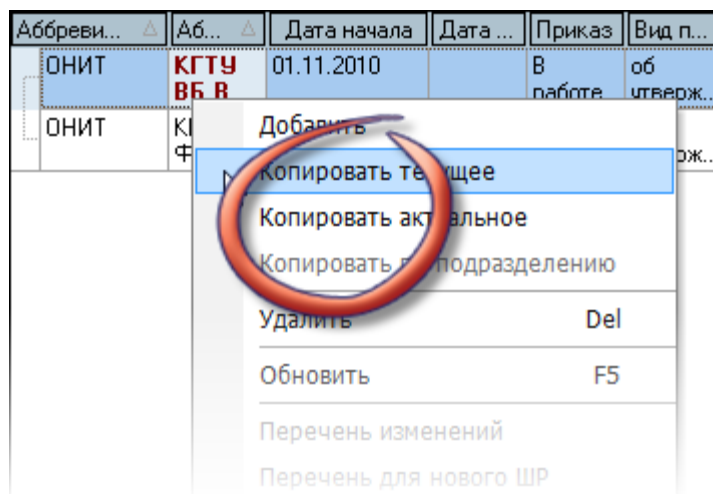 Аббреви... Аб... Дата начала Дата ... Приказ Вид п...
ОНИТ КГТУ 01.11.2010 В об
ВБ В работе утверж..
ОНИТ
Добавить
Копировать текущее
Копировать актуальное
Копировать по подразделению
Удалить Del
Обновить F5
Перечень изменений
Перечень для нового ШР